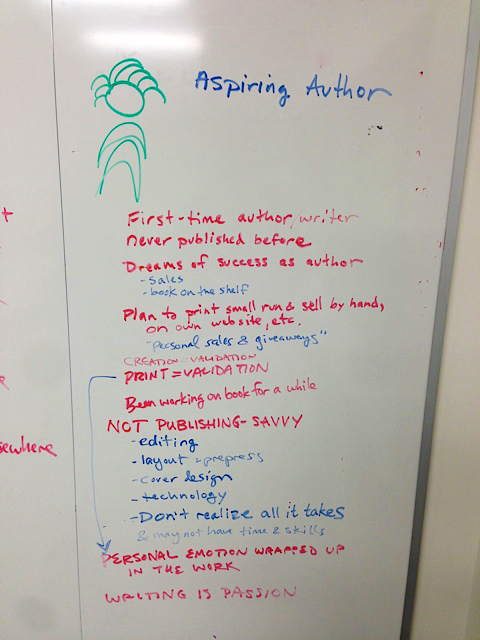 Aspiring Author
First-time author, writer
never published before
Dreams of success as author
- sales
- book on the shelf
Plan to print small run & sell by hand,
on own website, etc.
"personal sales & giveaways"
CREATION = VALIDATION
PRINT = VALIDATION
Been working on book for a while
NOT PUBLISHING-SAVVY
- editing
- layout & prepress
- cover design
- technology
- Don't realize all it takes
& may not have time & skills
PERSONAL EMOTION WRAPPED UP
IN THE WORK
WRITING IS PASSION